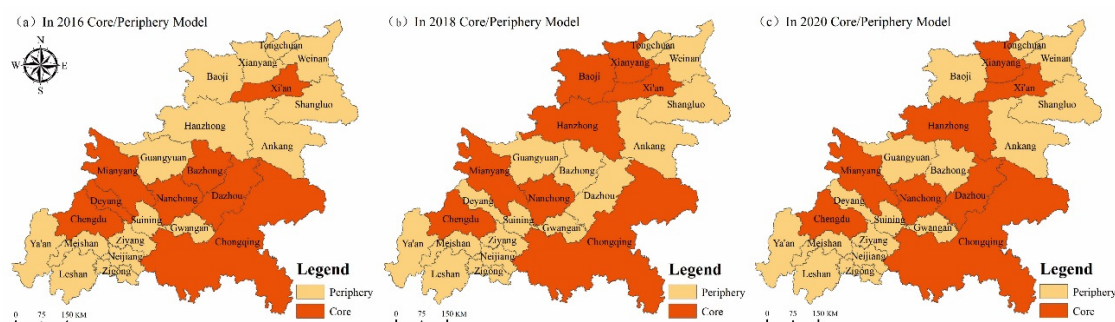 (a) In 2016 Core/Periphery Model
N
W E
S
Tongchuan
Xianyang
Weinan
Baoji
Xi'an
Shangluo
Hanzhong
Ankang
Guangyuan
Mianyang
Bazhong
Deyang
Nanchong
Dazhou
Chengdu
Suining
Gwangan
Chongqing
Ya'an
Meishan
Ziyang
Neijiang
Leshan
Zigong
Legend
Periphery
Core
0 75 150 KM
(b) In 2018 Core/Periphery Model
Tongchuan
Xianyang
Weinan
Baoji
Xi'an
Shangluo
Hanzhong
Ankang
Guangyuan
Mianyang
Bazhong
Deyang
Nanchong
Dazhou
Chengdu
Suining
Gwangan
Chongqing
Ya'an
Meishan
Ziyang
Neijiang
Leshan
Zigong
Legend
Periphery
Core
0 75 150 KM
(c) In 2020 Core/Periphery Model
Tongchuan
Xianyang
Weinan
Baoji
Xi'an
Shangluo
Hanzhong
Ankang
Guangyuan
Mianyang
Bazhong
Deyang
Nanchong
Dazhou
Chengdu
Suining
Gwangan
Chongqing
Ya'an
Meishan
Ziyang
Neijiang
Leshan
Zigong
Legend
Periphery
Core
0 75 150 KM